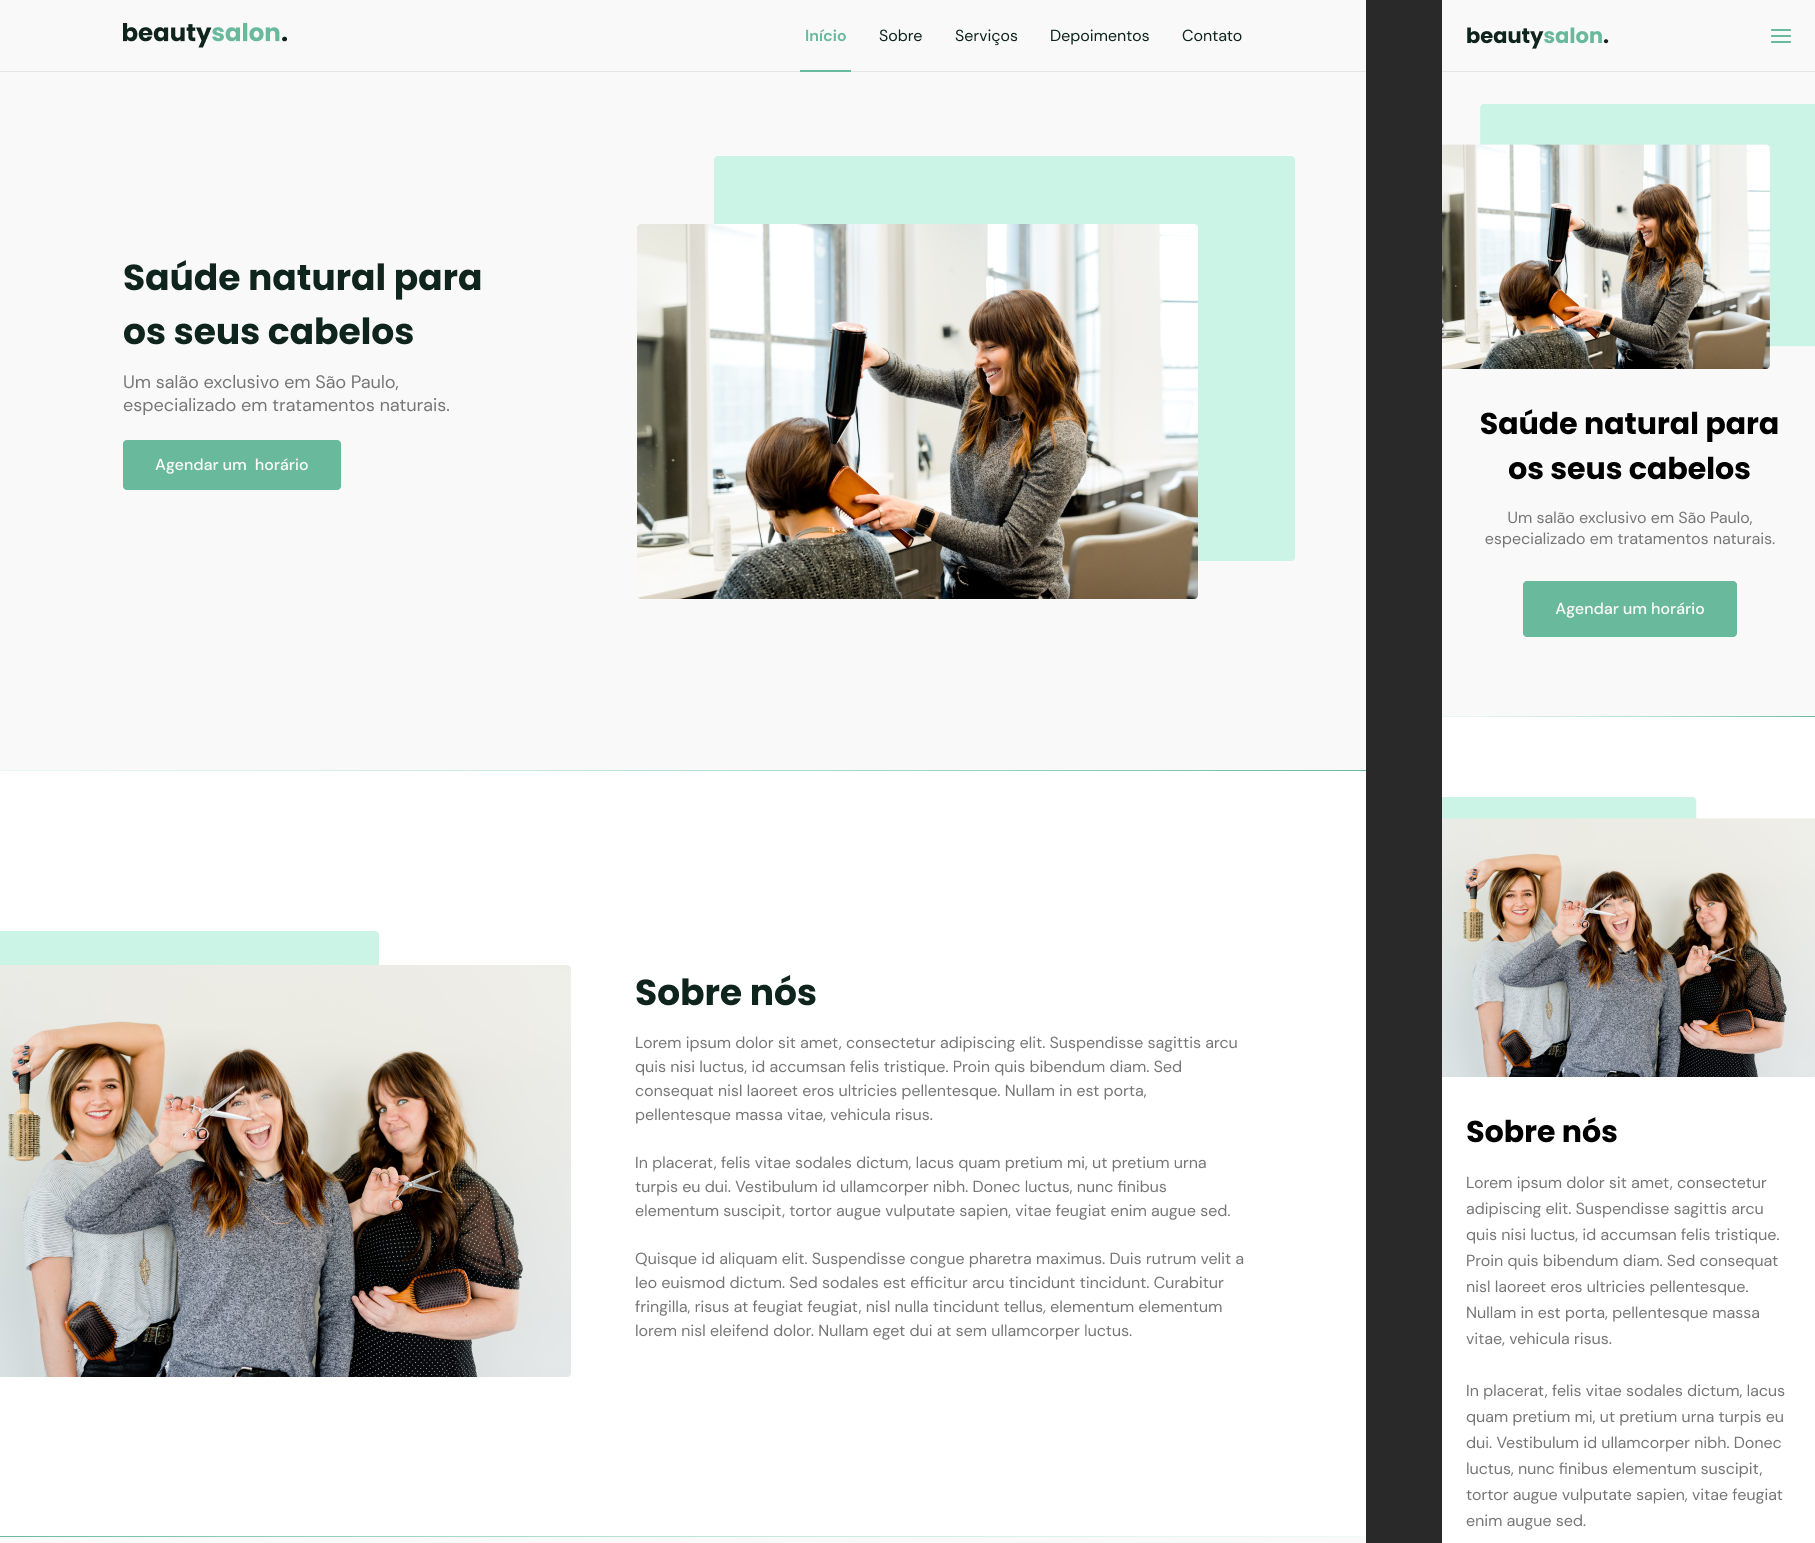 beautysalon.
Início Sobre Serviços Depoimentos Contato
Saúde natural para
os seus cabelos
Um salão exclusivo em São Paulo,
especializado em tratamentos naturais.
Agendar um horário
Sobre nós
Lorem ipsum dolor sit amet, consectetur adipiscing elit. Suspendisse sagittis arcu
quis nisi luctus, id accumsan felis tristique. Proin quis bibendum diam. Sed
consequat nisl laoreet eros ultricies pellentesque. Nullam in est porta,
pellentesque massa vitae, vehicula risus.
In placerat, felis vitae sodales dictum, lacus quam pretium mi, ut pretium urna
turpis eu dui. Vestibulum id ullamcorper nibh. Donec luctus, nunc finibus
elementum suscipit, tortor augue vulputate sapien, vitae feugiat enim augue sed.
Quisque id aliquam elit. Suspendisse congue pharetra maximus. Duis rutrum velit a
leo euismod dictum. Sed sodales est efficitur arcu tincidunt tincidunt. Curabitur
fringilla, risus at feugiat feugiat, nisl nulla tincidunt tellus, elementum elementum
lorem nisl eleifend dolor. Nullam eget dui at sem ullamcorper luctus.
beautysalon.
Saúde natural para
os seus cabelos
Um salão exclusivo em São Paulo,
especializado em tratamentos naturais.
Agendar um horário
Sobre nós
Lorem ipsum dolor sit amet, consectetur
adipiscing elit. Suspendisse sagittis arcu
quis nisi luctus, id accumsan felis tristique.
Proin quis bibendum diam. Sed consequat
nisl laoreet eros ultricies pellentesque.
Nullam in est porta, pellentesque massa
vitae, vehicula risus.
In placerat, felis vitae sodales dictum, lacus
quam pretium mi, ut pretium urna turpis eu
dui. Vestibulum id ullamcorper nibh. Donec
luctus, nunc finibus elementum suscipit,
tortor augue vulputate sapien, vitae feugiat
enim augue sed.